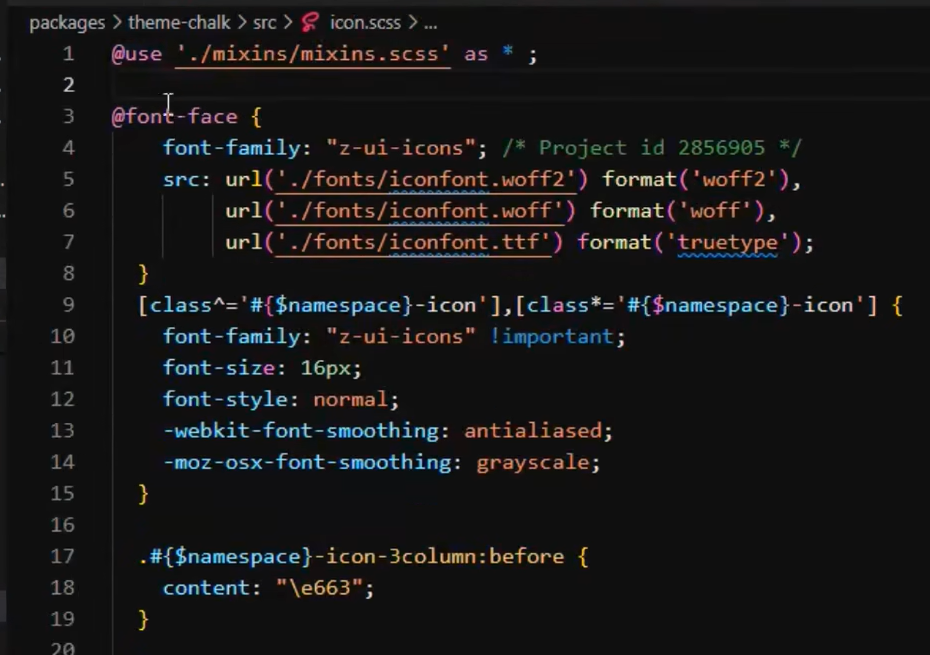 packages > theme-chalk > src > icon.scss > ...
1 @use './mixins/mixins.scss' as * ;
2
3 @font-face {
4 font-family: "z-ui-icons"; /* Project id 2856905 */
5 src: url('./fonts/iconfont.woff2') format('woff2'),
6 url('./fonts/iconfont.woff') format('woff'),
7 url('./fonts/iconfont.ttf') format('truetype');
8 }
9 [class^='#{$namespace}-icon'],[class*='#{$namespace}-icon'] {
10 font-family: "z-ui-icons" !important;
11 font-size: 16px;
12 font-style: normal;
13 -webkit-font-smoothing: antialiased;
14 -moz-osx-font-smoothing: grayscale;
15 }
16
17 .#{$namespace}-icon-3column:before {
18 content: "\e663";
19 }
20